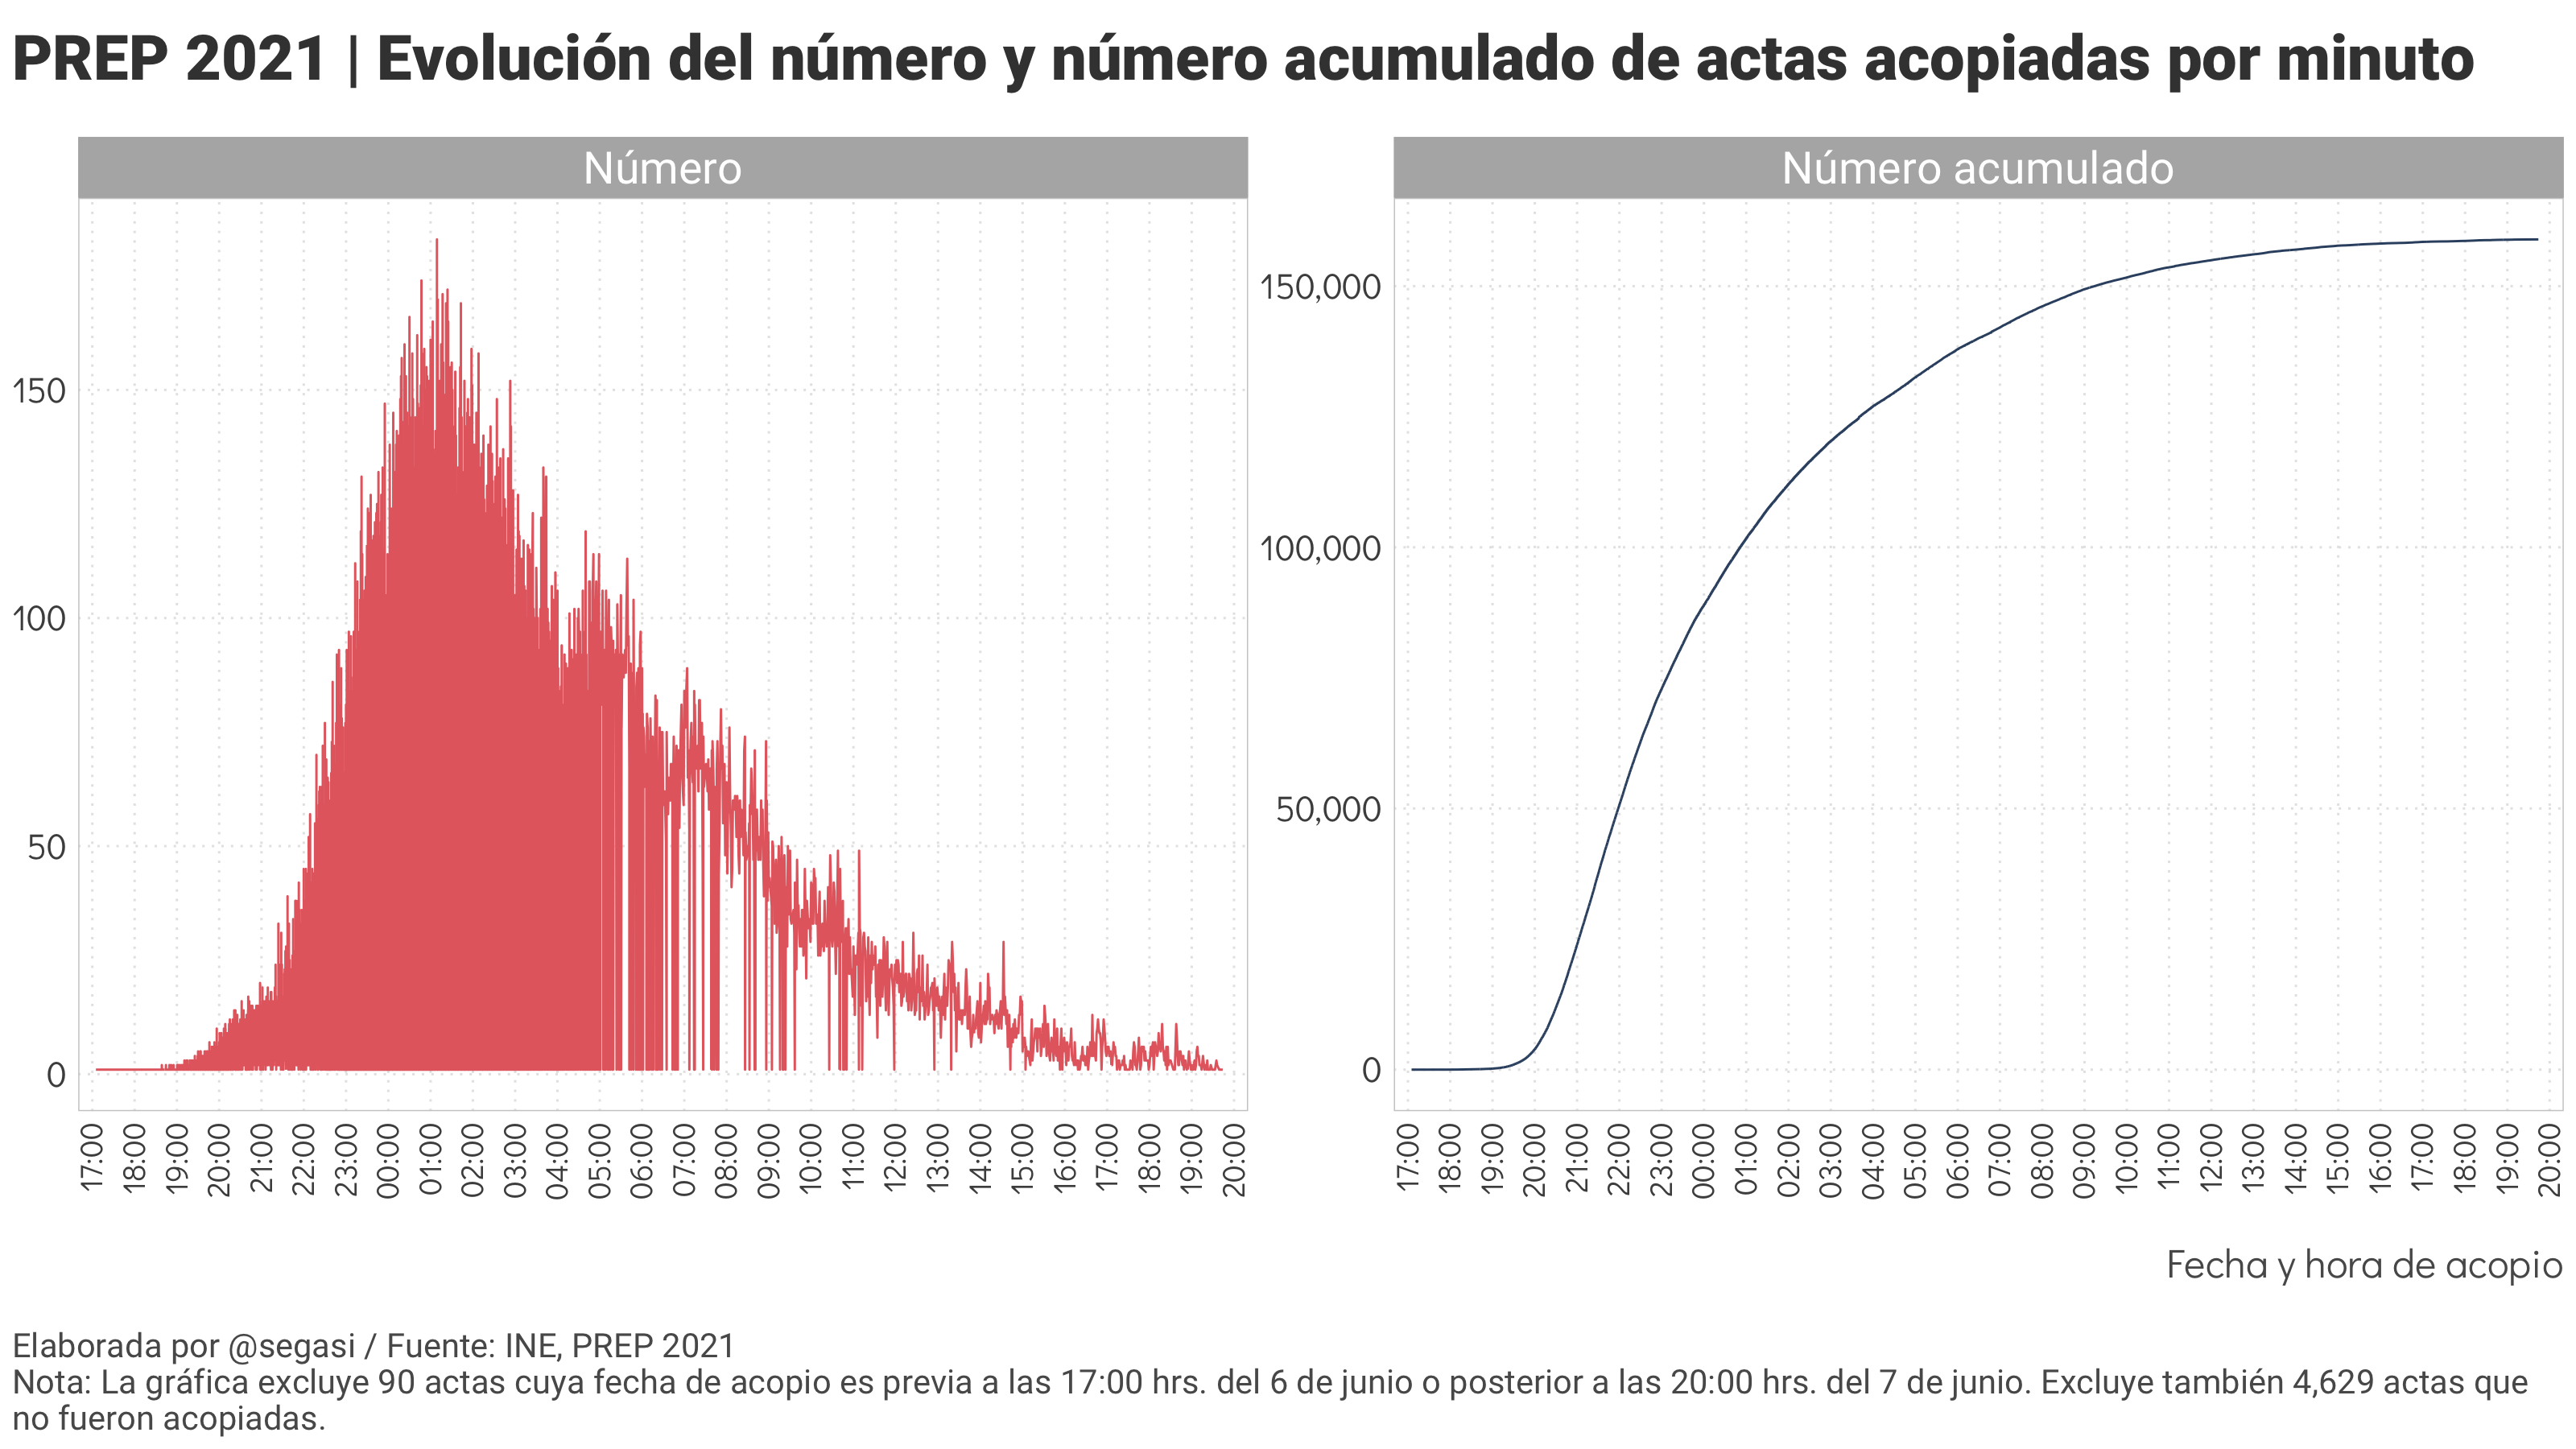 PREP 2021 | Evolución del número y número acumulado de actas acopiadas por minuto
Número
Número acumulado
150
100
50
0
150,000
100,000
50,000
0
17:00 18:00 19:00 20:00 21:00 22:00 23:00 00:00 01:00 02:00 03:00 04:00 05:00 06:00 07:00 08:00 09:00 10:00 11:00 12:00 13:00 14:00 15:00 16:00 17:00 18:00 19:00 20:00
17:00 18:00 19:00 20:00 21:00 22:00 23:00 00:00 01:00 02:00 03:00 04:00 05:00 06:00 07:00 08:00 09:00 10:00 11:00 12:00 13:00 14:00 15:00 16:00 17:00 18:00 19:00 20:00
Fecha y hora de acopio
Elaborada por @segasi / Fuente: INE, PREP 2021
Nota: La gráfica excluye 90 actas cuya fecha de acopio es previa a las 17:00 hrs. del 6 de junio o posterior a las 20:00 hrs. del 7 de junio. Excluye también 4,629 actas que
no fueron acopiadas.